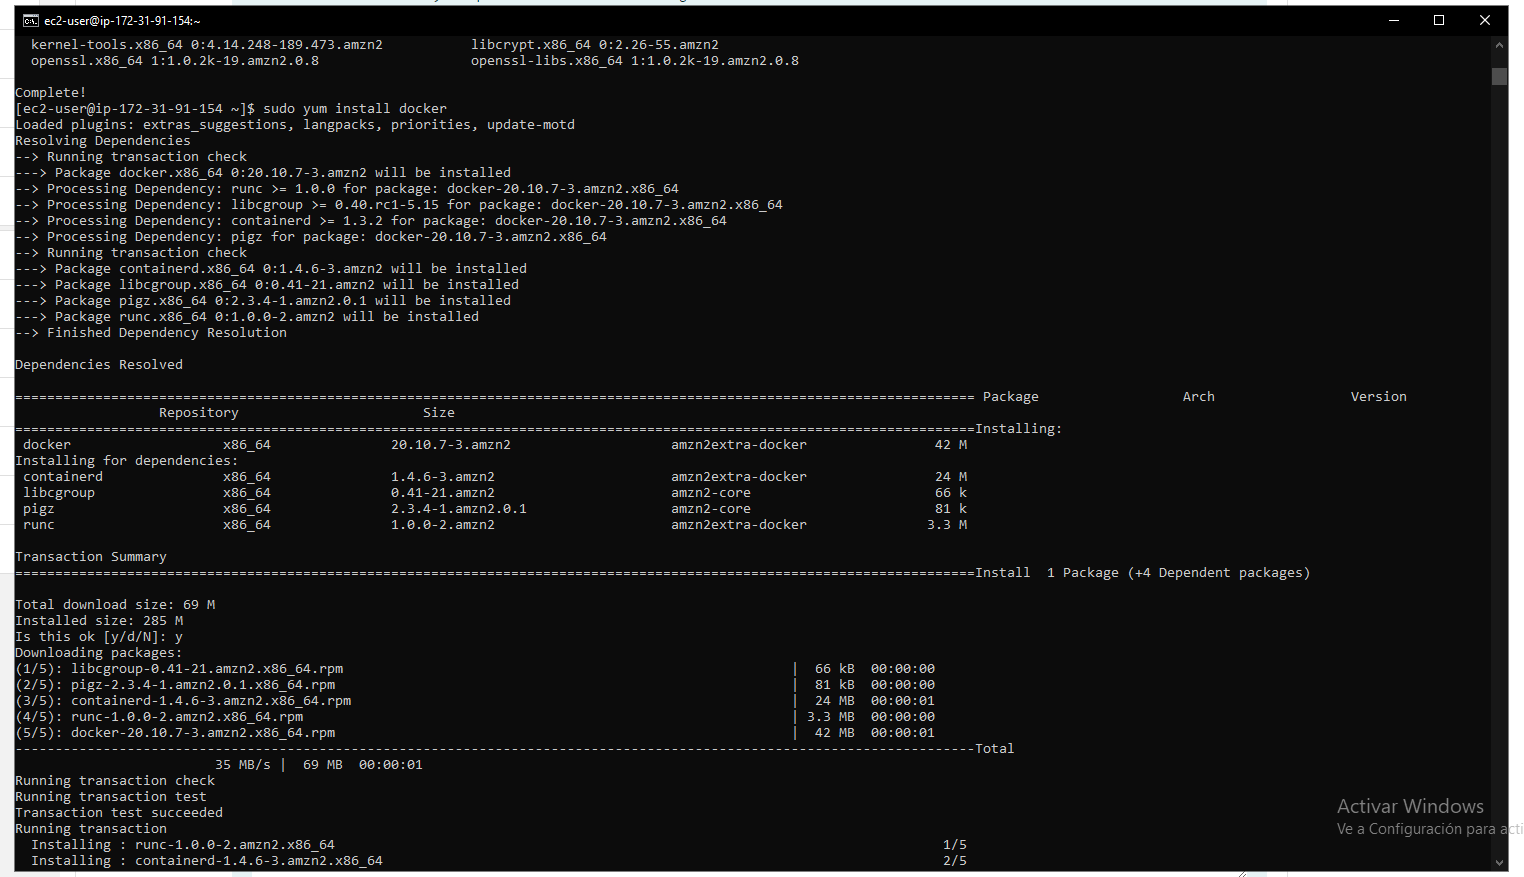 ec2-user@ip-172-31-91-154:~
kernel-tools.x86_64 0:4.14.248-189.473.amzn2 libcrypt.x86_64 0:2.26-55.amzn2
openssl.x86_64 1:1.0.2k-19.amzn2.0.8 openssl-libs.x86_64 1:1.0.2k-19.amzn2.0.8
Complete!
[ec2-user@ip-172-31-91-154 ~]$ sudo yum install docker
Loaded plugins: extras_suggestions, langpacks, priorities, update-motd
Resolving Dependencies
--> Running transaction check
---> Package docker.x86_64 0:20.10.7-3.amzn2 will be installed
--> Processing Dependency: runc >= 1.0.0 for package: docker-20.10.7-3.amzn2.x86_64
--> Processing Dependency: libcgroup >= 0.40.rc1-5.15 for package: docker-20.10.7-3.amzn2.x86_64
--> Processing Dependency: containerd >= 1.3.2 for package: docker-20.10.7-3.amzn2.x86_64
--> Processing Dependency: pigz for package: docker-20.10.7-3.amzn2.x86_64
--> Running transaction check
---> Package containerd.x86_64 0:1.4.6-3.amzn2 will be installed
---> Package libcgroup.x86_64 0:0.41-21.amzn2 will be installed
---> Package pigz.x86_64 0:2.3.4-1.amzn2.0.1 will be installed
---> Package runc.x86_64 0:1.0.0-2.amzn2 will be installed
--> Finished Dependency Resolution
Dependencies Resolved
======================================================================================================================== Package Arch Version
Repository Size
========================================================================================================================Installing:
docker x86_64 20.10.7-3.amzn2 amzn2extra-docker 42 M
Installing for dependencies:
containerd x86_64 1.4.6-3.amzn2 amzn2extra-docker 24 M
libcgroup x86_64 0.41-21.amzn2 amzn2-core 66 k
pigz x86_64 2.3.4-1.amzn2.0.1 amzn2-core 81 k
runc x86_64 1.0.0-2.amzn2 amzn2extra-docker 3.3 M
Transaction Summary
========================================================================================================================Install 1 Package (+4 Dependent packages)
Total download size: 69 M
Installed size: 285 M
Is this ok [y/d/N]: y
Downloading packages:
(1/5): libcgroup-0.41-21.amzn2.x86_64.rpm | 66 kB 00:00:00
(2/5): pigz-2.3.4-1.amzn2.0.1.x86_64.rpm | 81 kB 00:00:00
(3/5): containerd-1.4.6-3.amzn2.x86_64.rpm | 24 MB 00:00:01
(4/5): runc-1.0.0-2.amzn2.x86_64.rpm | 3.3 MB 00:00:00
(5/5): docker-20.10.7-3.amzn2.x86_64.rpm | 42 MB 00:00:01
------------------------------------------------------------------------------------------------------------------------Total
35 MB/s | 69 MB 00:00:01
Running transaction check
Running transaction test
Transaction test succeeded
Running transaction
Installing : runc-1.0.0-2.amzn2.x86_64 1/5
Installing : containerd-1.4.6-3.amzn2.x86_64 2/5
Activar Windows
Ve a Configuración para acti